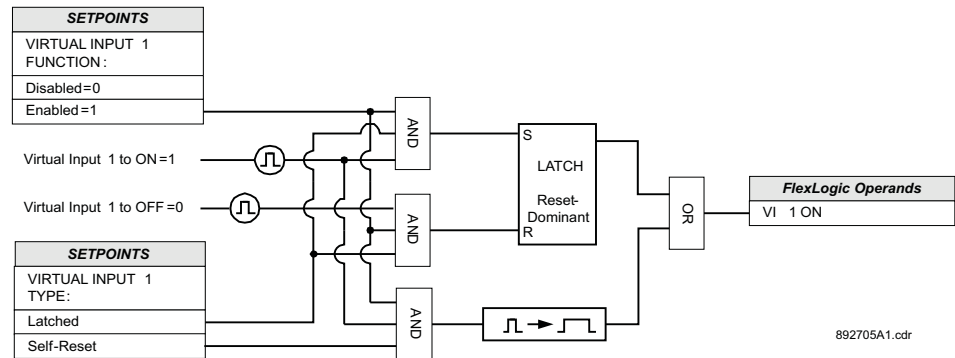 SETPOINTS
VIRTUAL INPUT 1
FUNCTION:
Disabled=0
Enabled=1
Virtual Input 1 to ON=1
Virtual Input 1 to OFF=0
SETPOINTS
VIRTUAL INPUT 1
TYPE:
Latched
Self-Reset
AND
AND
AND
S
LATCH
Reset-
Dominant
R
OR
FlexLogic Operands
VI 1 ON
892705A1.cdr